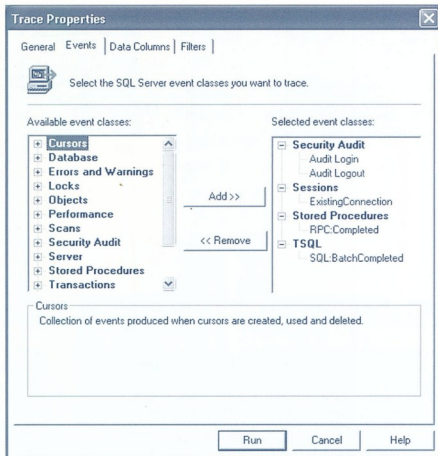 Trace Properties
General Events Data Columns Filters
Select the SQL Server event classes you want to trace.
Available event classes:
Cursors
Database
Errors and Warnings
Locks
Objects
Performance
Scans
Security Audit
Server
Stored Procedures
Transactions
Add >>
<< Remove
Selected event classes:
Security Audit
Audit Login
Audit Logout
Sessions
ExistingConnection
Stored Procedures
RPC:Completed
TSQL
SQL:BatchCompleted
Cursors
Collection of events produced when cursors are created, used and deleted.
Run Cancel Help